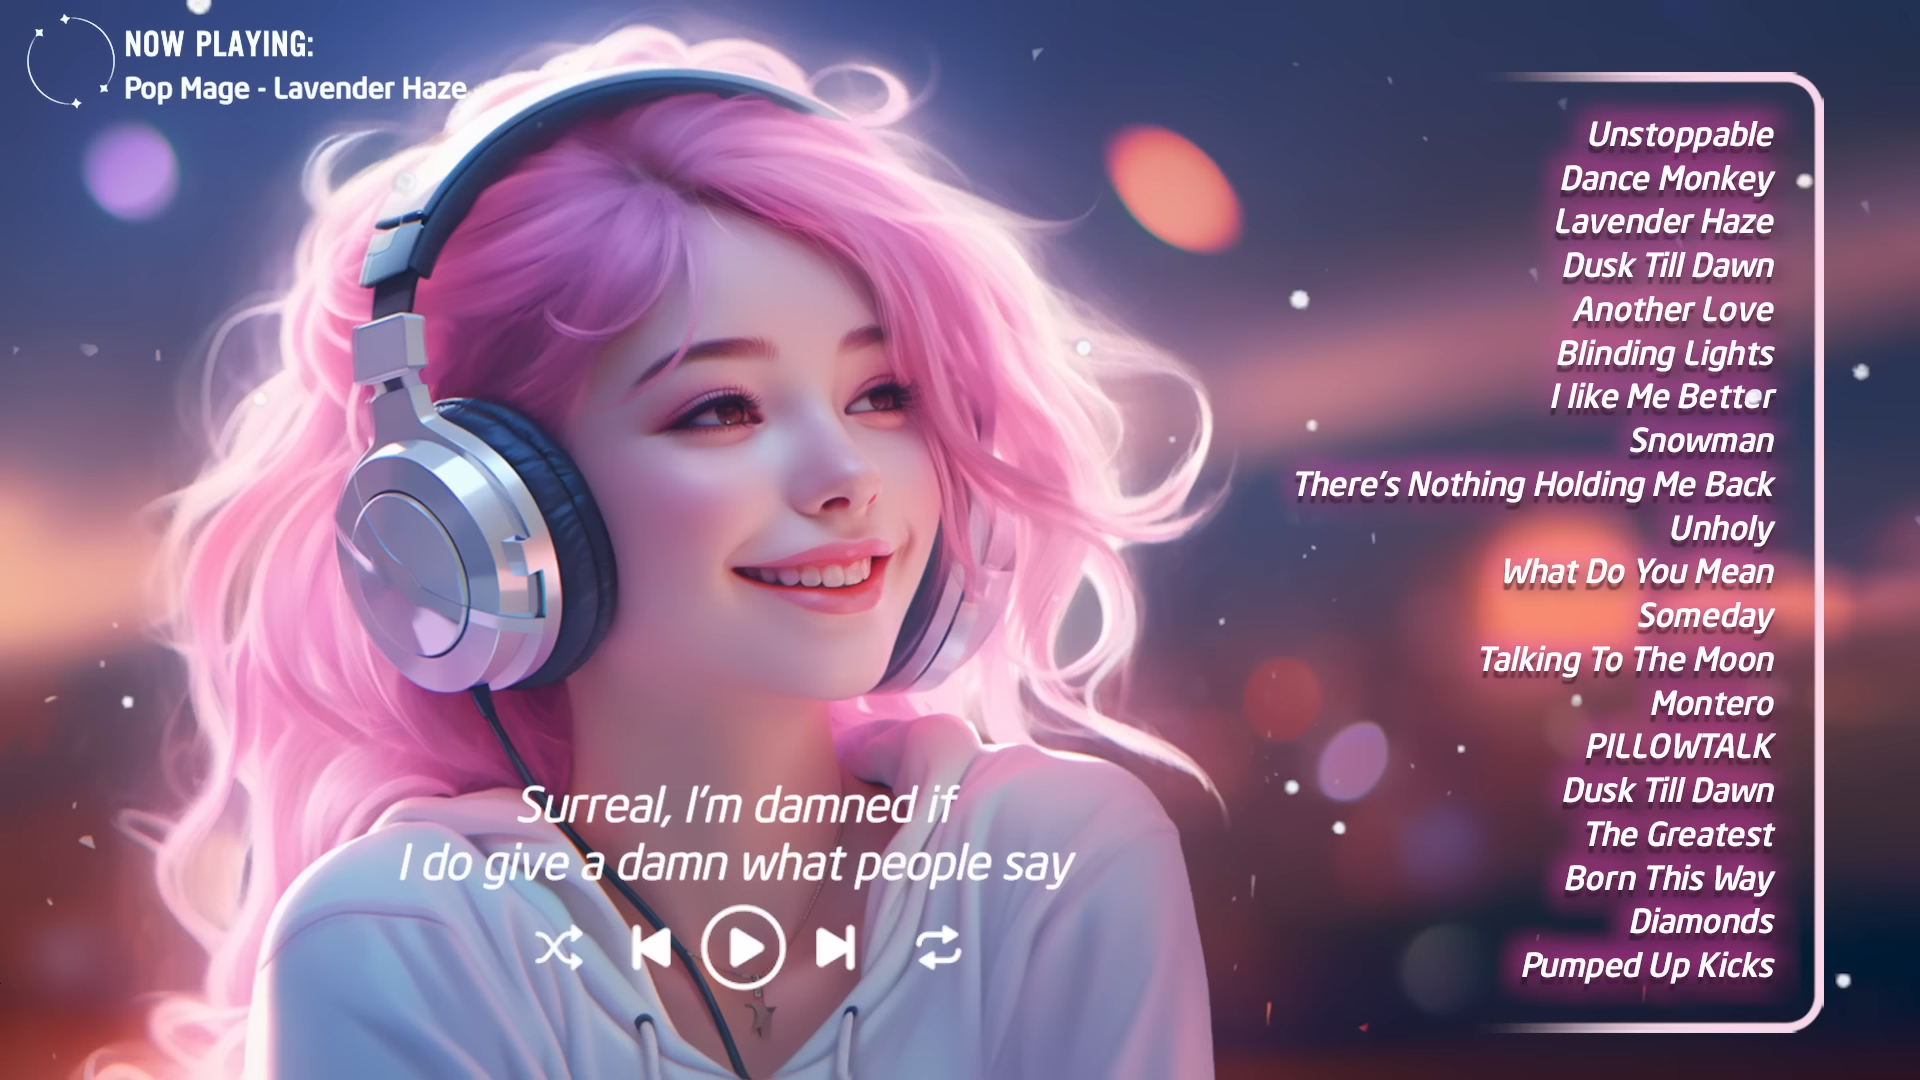 NOW PLAYING:
Pop Mage - Lavender Haze
Unstoppable
Dance Monkey
Lavender Haze
Dusk Till Dawn
Another Love
Blinding Lights
I like Me Better
Snowman
There's Nothing Holding Me Back
Unholy
What Do You Mean
Someday
Talking To The Moon
Montero
PILLOWTALK
Dusk Till Dawn
The Greatest
Born This Way
Diamonds
Pumped Up Kicks
Surreal, I'm damned if
I do give a damn what people say